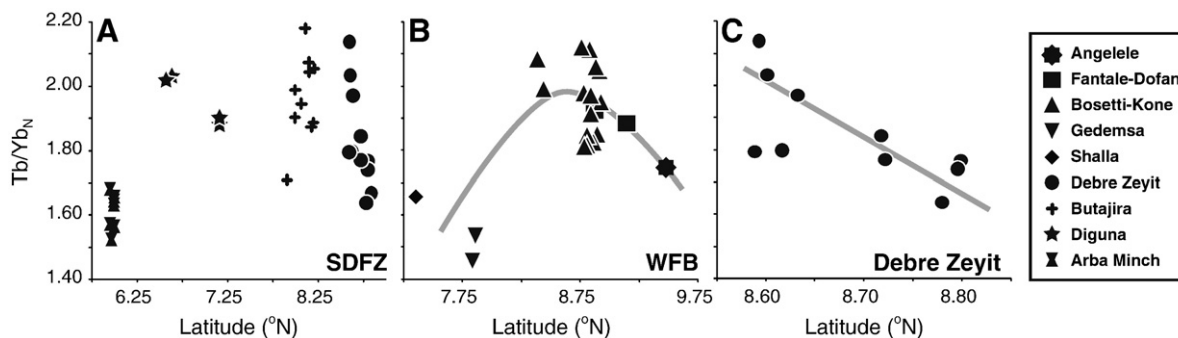 A
B
C
Tb/Yb_N
2.20
2.00
1.80
1.60
1.40
SDFZ
WFB
Debre Zeyit
6.25 7.25 8.25
7.75 8.75 9.75
8.60 8.70 8.80
Latitude (°N)
Latitude (°N)
Latitude (°N)
Angelele
Fantale-Dofan
Bosetti-Kone
Gedemsa
Shalla
Debre Zeyit
Butajira
Diguna
Arba Minch